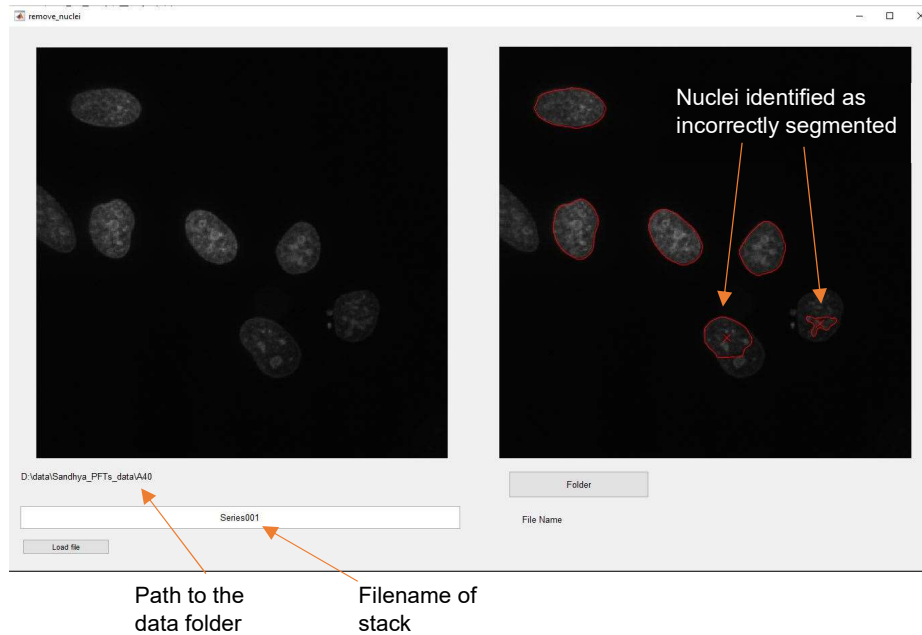 remove_nuclei
Nuclei identified as
incorrectly segmented
D:\data\Sandhya_PFTs_data\A40
Folder
Series001
File Name
Load file
Path to the
data folder
Filename of
stack